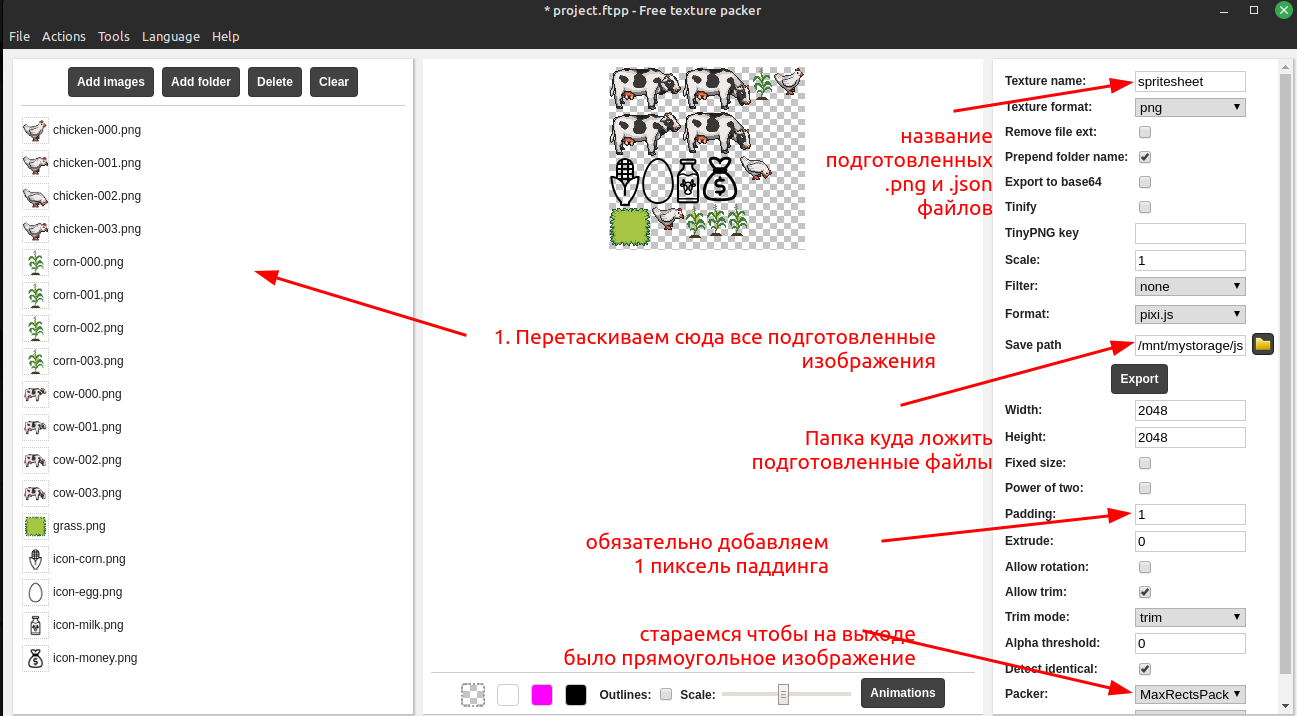 * project.ftpp - Free texture packer
File Actions Tools Language Help
Add images Add folder Delete Clear
chicken-000.png
chicken-001.png
chicken-002.png
chicken-003.png
corn-000.png
corn-001.png
corn-002.png
corn-003.png
cow-000.png
cow-001.png
cow-002.png
cow-003.png
grass.png
icon-corn.png
icon-egg.png
icon-milk.png
icon-money.png
1. Перетаскиваем сюда все подготовленные
изображения
название
подготовленных
.png и .json
файлов
Папка куда ложить
подготовленные файлы
обязательно добавляем
1 пиксель паддинга
стараемся чтобы на выходе
было прямоугольное изображение
Outlines: Scale: Animations
Texture name: spritesheet
Texture format: png
Remove file ext:
Prepend folder name:
Export to base64
Tinify
TinyPNG key
Scale: 1
Filter: none
Format: pixi.js
Save path /mnt/mystorage/js
Export
Width: 2048
Height: 2048
Fixed size:
Power of two:
Padding: 1
Extrude: 0
Allow rotation:
Allow trim:
Trim mode: trim
Alpha threshold: 0
Detect identical:
Packer: MaxRectsPack